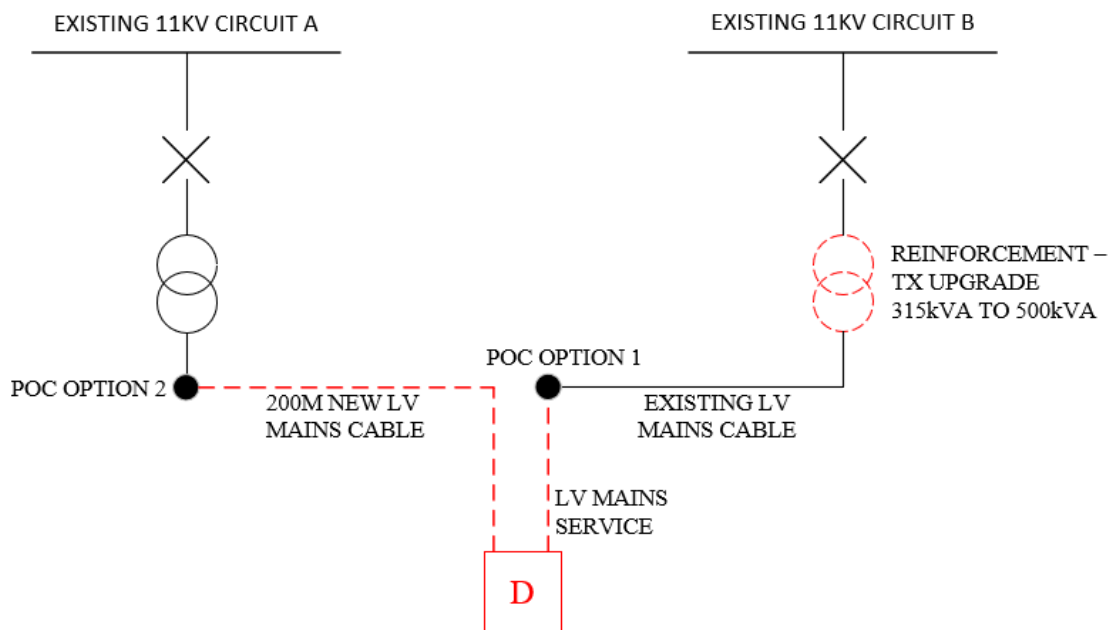 EXISTING 11KV CIRCUIT A
EXISTING 11KV CIRCUIT B
REINFORCEMENT –
TX UPGRADE
315kVA TO 500kVA
POC OPTION 1
POC OPTION 2
200M NEW LV
MAINS CABLE
EXISTING LV
MAINS CABLE
LV MAINS
SERVICE
D